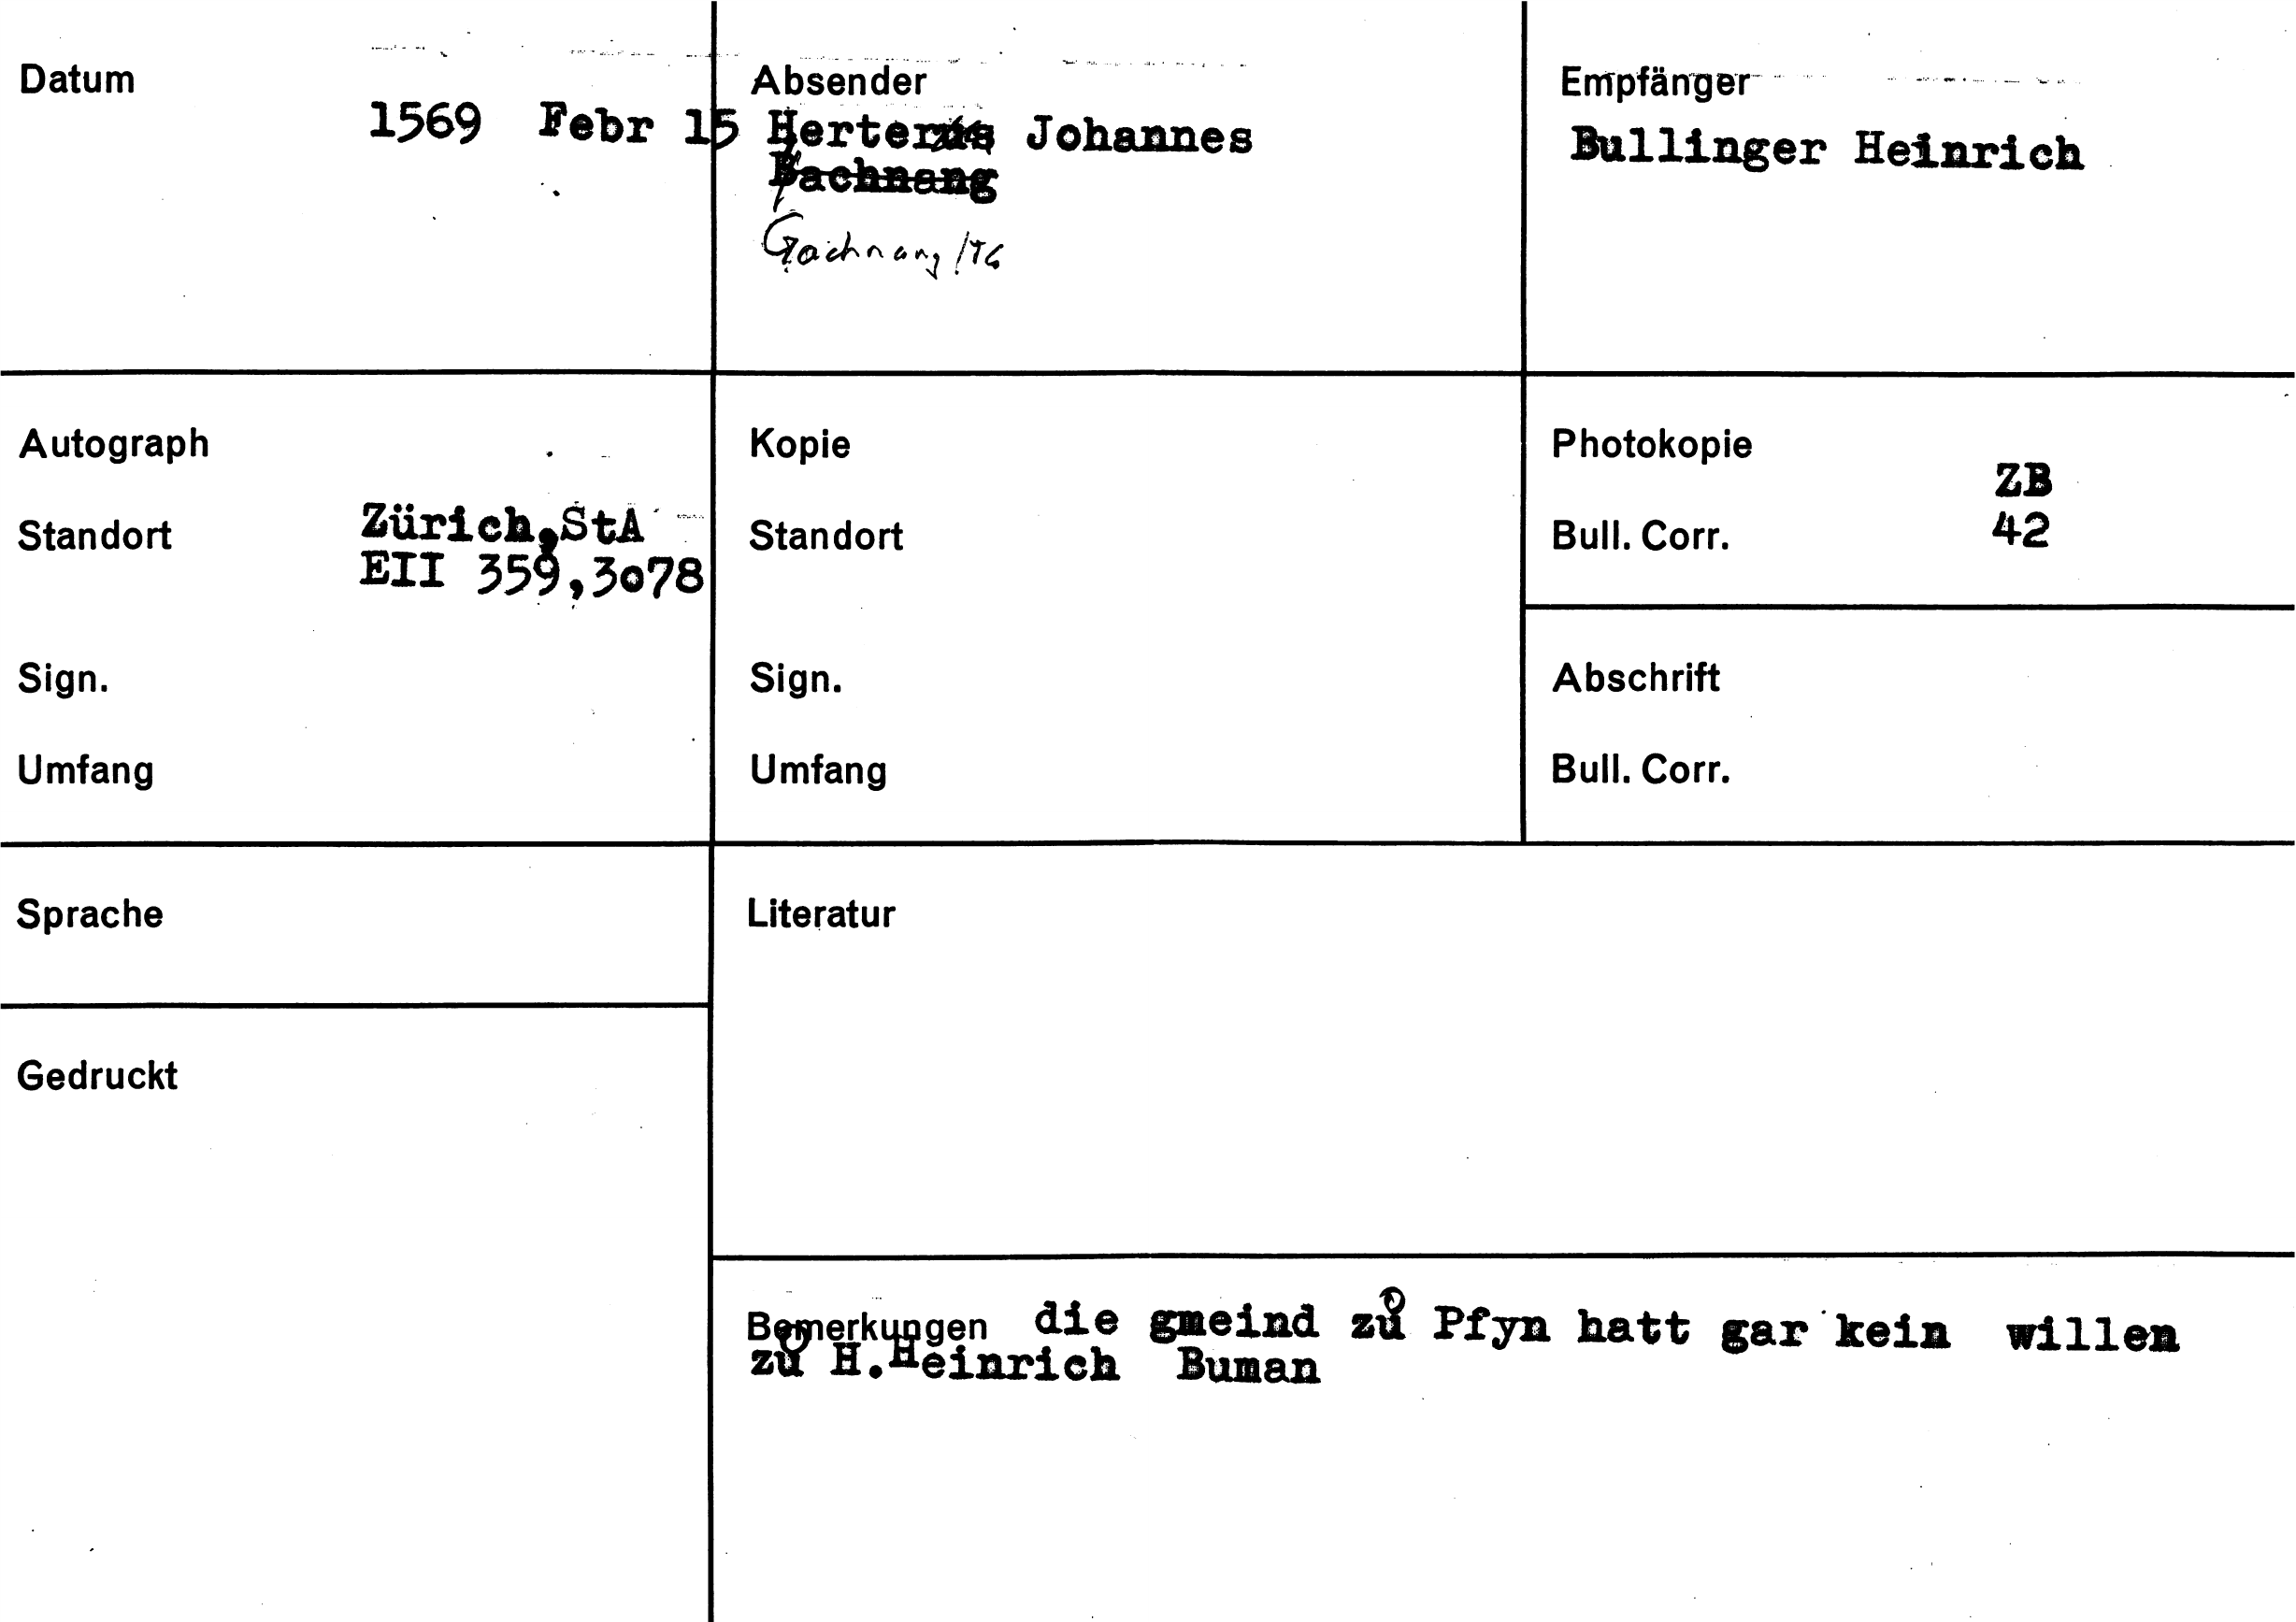 Datum
1569 Febr 15
Absender
Herter Johannes
Bachnang
Gachnang/TG
Empfänger
Bullinger Heinrich
Autograph
Standort
Zürich,StA
EII 359,3078
Sign.
Umfang
Kopie
Standort
Sign.
Umfang
Photokopie
ZB
Bull. Corr.
42
Abschrift
Bull. Corr.
Sprache
Literatur
Gedruckt
Bemerkungen die gmeind zů Pfyn hatt gar kein willen
zů H.Heinrich Buman